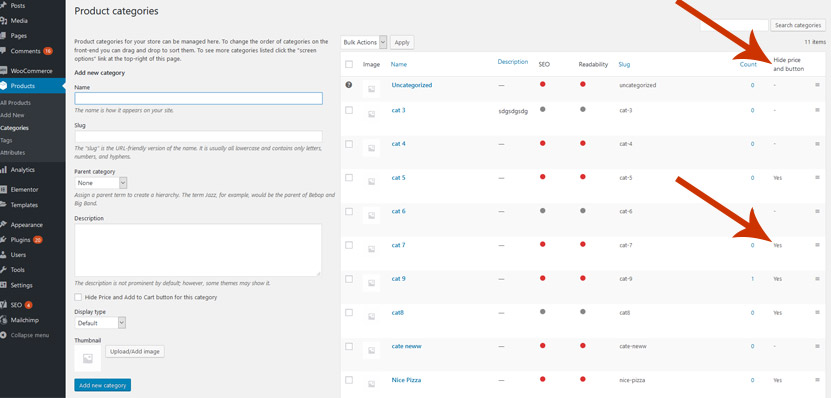 Posts
Media
Pages
Comments 16
WooCommerce
Products
All Products
Add New
Categories
Tags
Attributes
Analytics
Elementor
Templates
Appearance
Plugins 20
Users
Tools
Settings
SEO 4
Mailchimp
Collapse menu
Product categories
Product categories for your store can be managed here. To change the order of categories on the
front-end you can drag and drop to sort them. To see more categories listed click the "screen
options" link at the top-right of this page.
Add new category
Name
The name is how it appears on your site.
Slug
The "slug" is the URL-friendly version of the name. It is usually all lowercase and contains only letters,
numbers, and hyphens.
Parent category
None
Assign a parent term to create a hierarchy. The term Jazz, for example, would be the parent of Bebop and
Big Band.
Description
The description is not prominent by default; however, some themes may show it.
Hide Price and Add to Cart button for this category
Display type
Default
Thumbnail
Upload/Add image
Add new category
Search categories
Bulk Actions Apply 11 items
Image Name Description SEO Readability Slug Count Hide price
and button
Uncategorized — uncategorized 0 -
cat 3 sdgsdgsdg cat-3 0 -
cat 4 — cat-4 0 -
cat 5 — cat-5 0 Yes
cat 6 — cat-6 -
cat 7 — cat-7 0 Yes
cat 9 — cat-9 1 Yes
cat8 — cat8 0 Yes
cate neww — cate-neww 0 -
Nice Pizza — nice-pizza 0 Yes